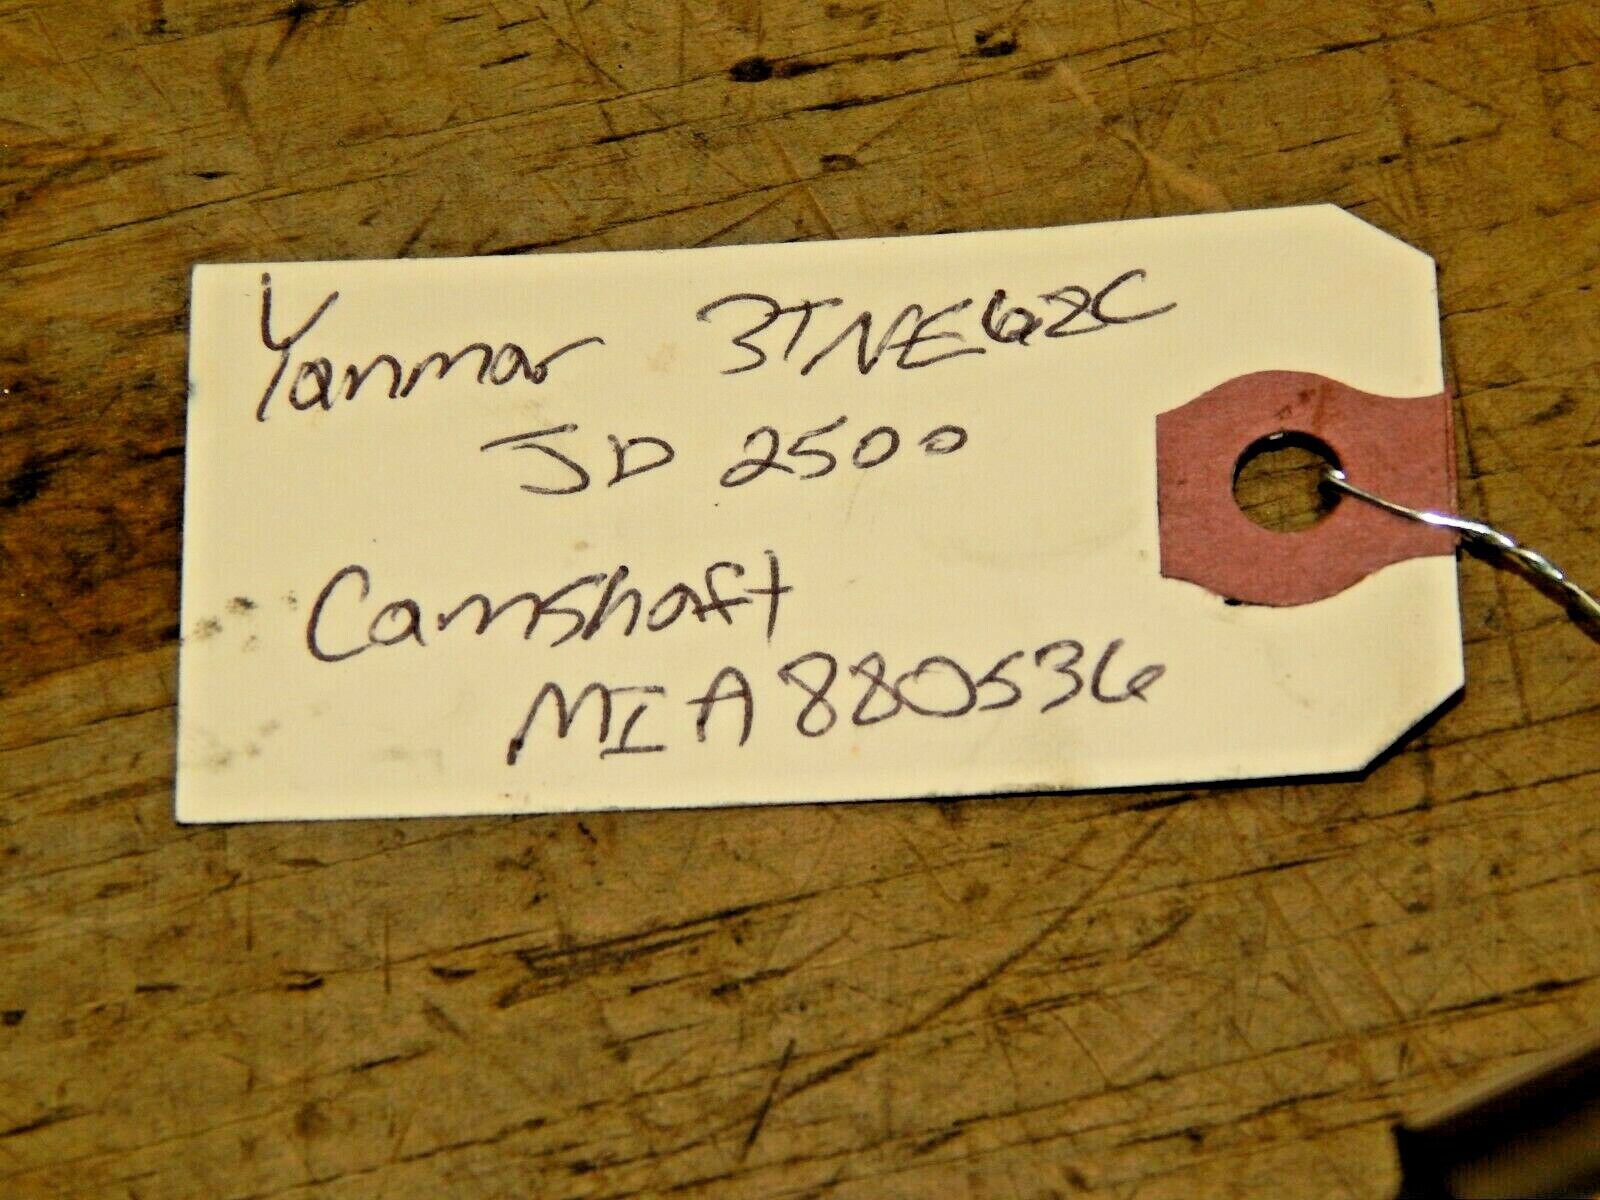 Yanmar 3TNE68C
JD 2500
Camshaft
MIA880536